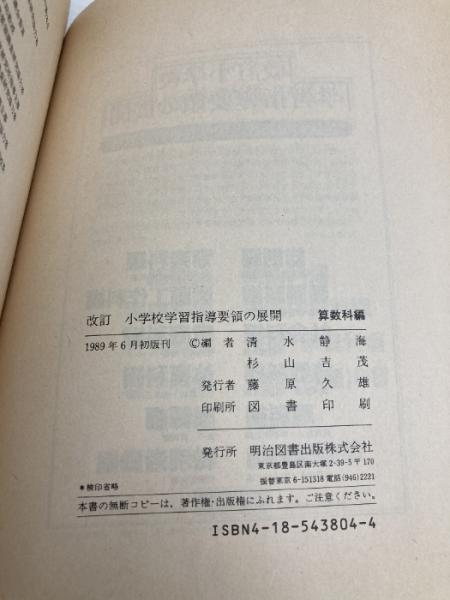 改訂 小学校学習指導要領の展開 算数科編
1989年6月初版刊 ©編者 清水静海
杉山吉茂
発行者 藤原久雄
印刷所 図書印刷
発行所 明治図書出版株式会社
東京都豊島区南大塚2-39-5 〒170
振替東京6-151318 電話(946)2221
*検印省略
本書の無断コピーは、著作権・出版権にふれます。ご注意ください。
ISBN4-18-543804-4